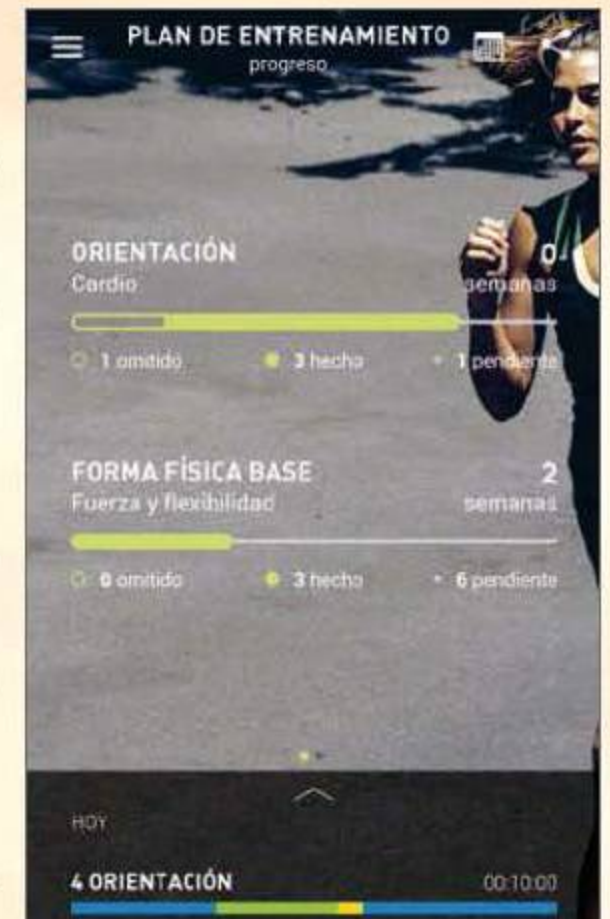 PLAN DE ENTRENAMIENTO
progreso
ORIENTACIÓN 0
Cardio semanas
1 omitido 3 hecho 1 pendiente
FORMA FÍSICA BASE 2
Fuerza y flexibilidad semanas
0 omitido 3 hecho 6 pendiente
HOY
4 ORIENTACIÓN 00:10:00